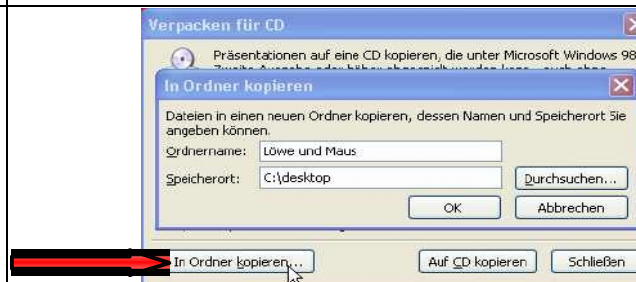 Verpacken für CD
Präsentationen auf eine CD kopieren, die unter Microsoft Windows 98
In Ordner kopieren
Dateien in einen neuen Ordner kopieren, dessen Namen und Speicherort Sie
angeben können.
Ordnername: Löwe und Maus
Speicherort: C:\desktop Durchsuchen...
OK Abbrechen
In Ordner kopieren... Auf CD kopieren Schließen